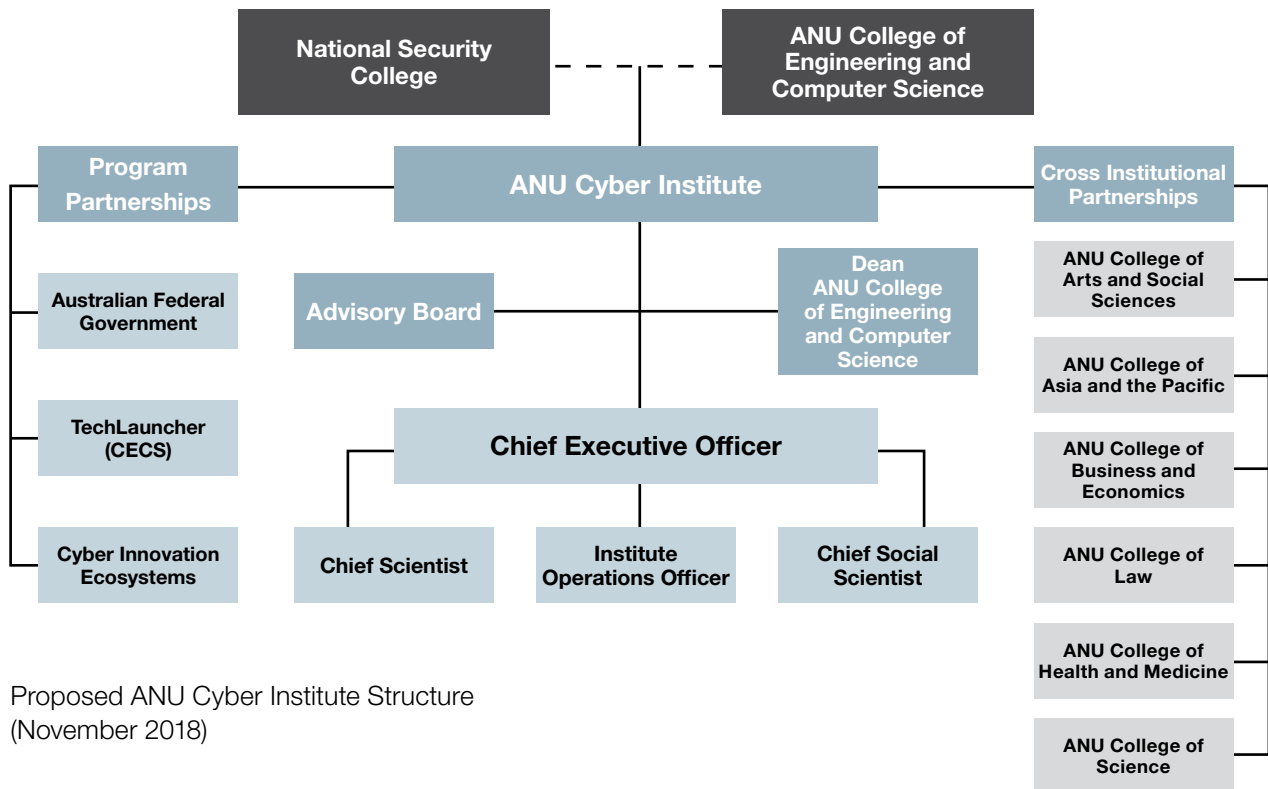 National Security
College
ANU College of
Engineering and
Computer Science
Program
Partnerships
ANU Cyber Institute
Cross Institutional
Partnerships
Australian Federal
Government
TechLauncher
(CECS)
Cyber Innovation
Ecosystems
Advisory Board
Dean
ANU College
of Engineering
and Computer
Science
Chief Executive Officer
Chief Scientist
Institute
Operations Officer
Chief Social
Scientist
ANU College of
Arts and Social
Sciences
ANU College of
Asia and the Pacific
ANU College of
Business and
Economics
ANU College of
Law
ANU College of
Health and Medicine
ANU College of
Science
Proposed ANU Cyber Institute Structure
(November 2018)